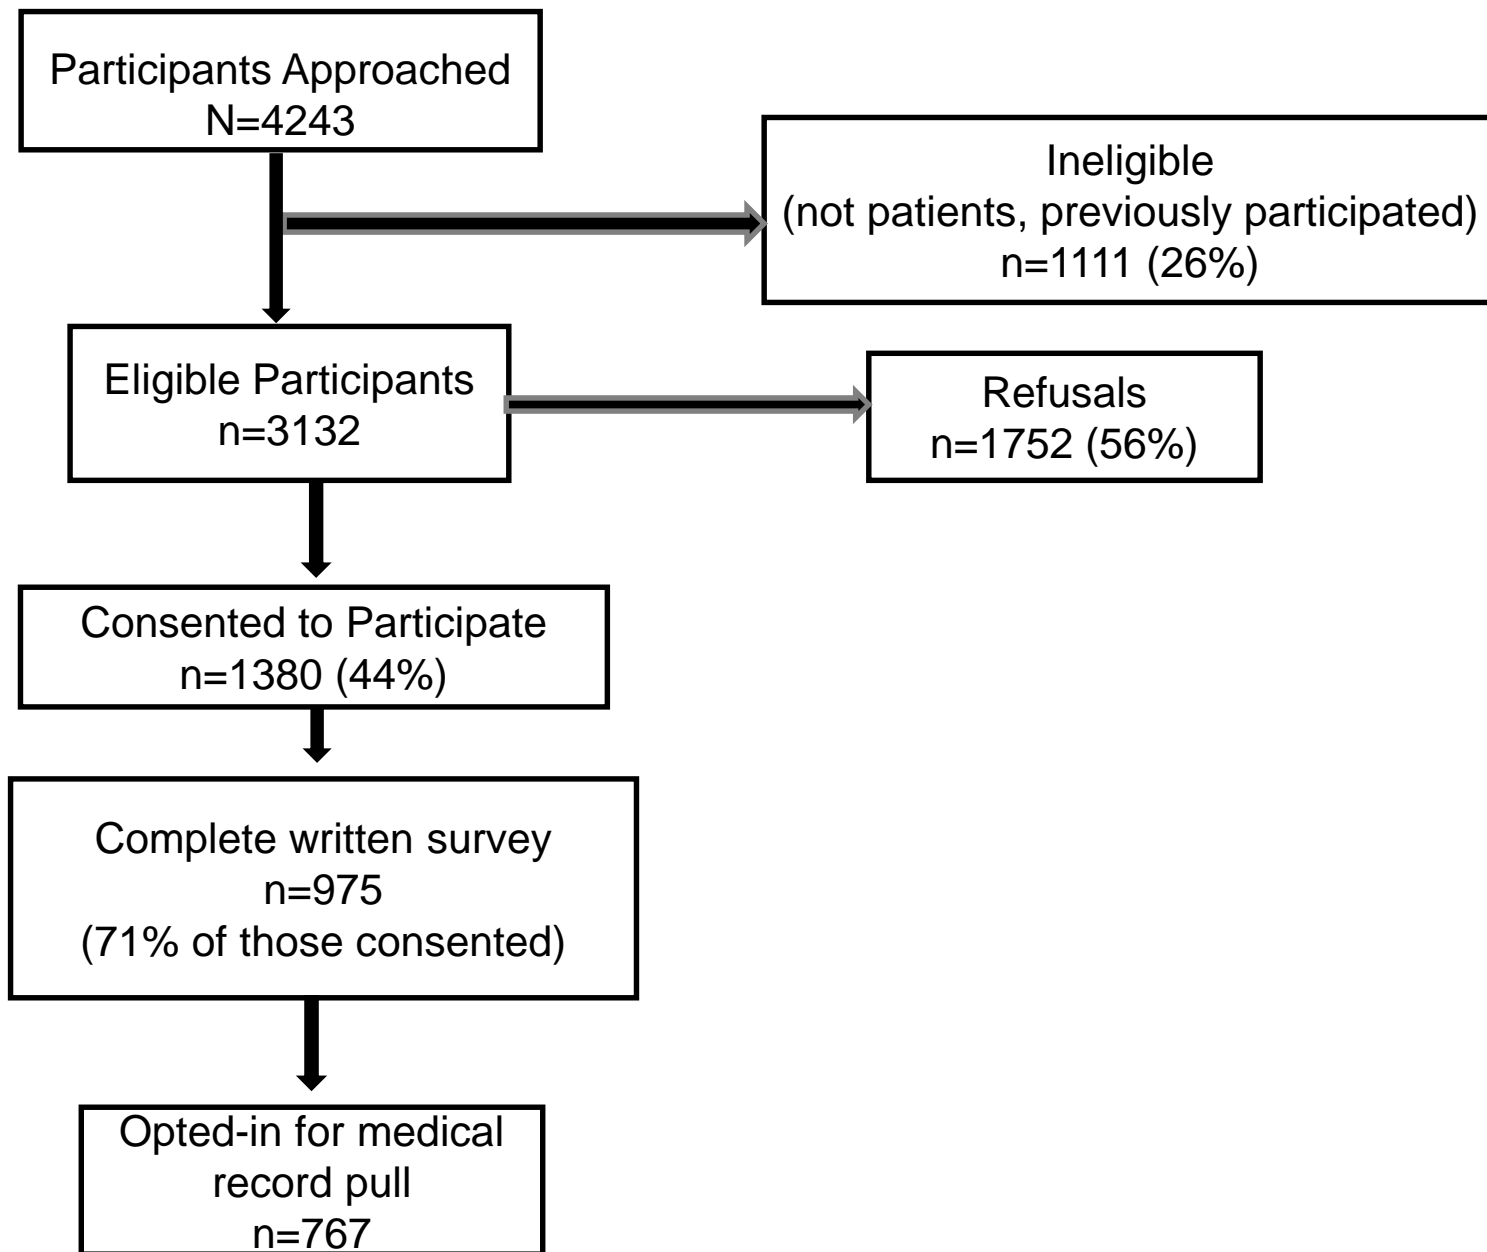 Participants Approached
N=4243
Ineligible
(not patients, previously participated)
n=1111 (26%)
Eligible Participants
n=3132
Refusals
n=1752 (56%)
Consented to Participate
n=1380 (44%)
Complete written survey
n=975
(71% of those consented)
Opted-in for medical
record pull
n=767